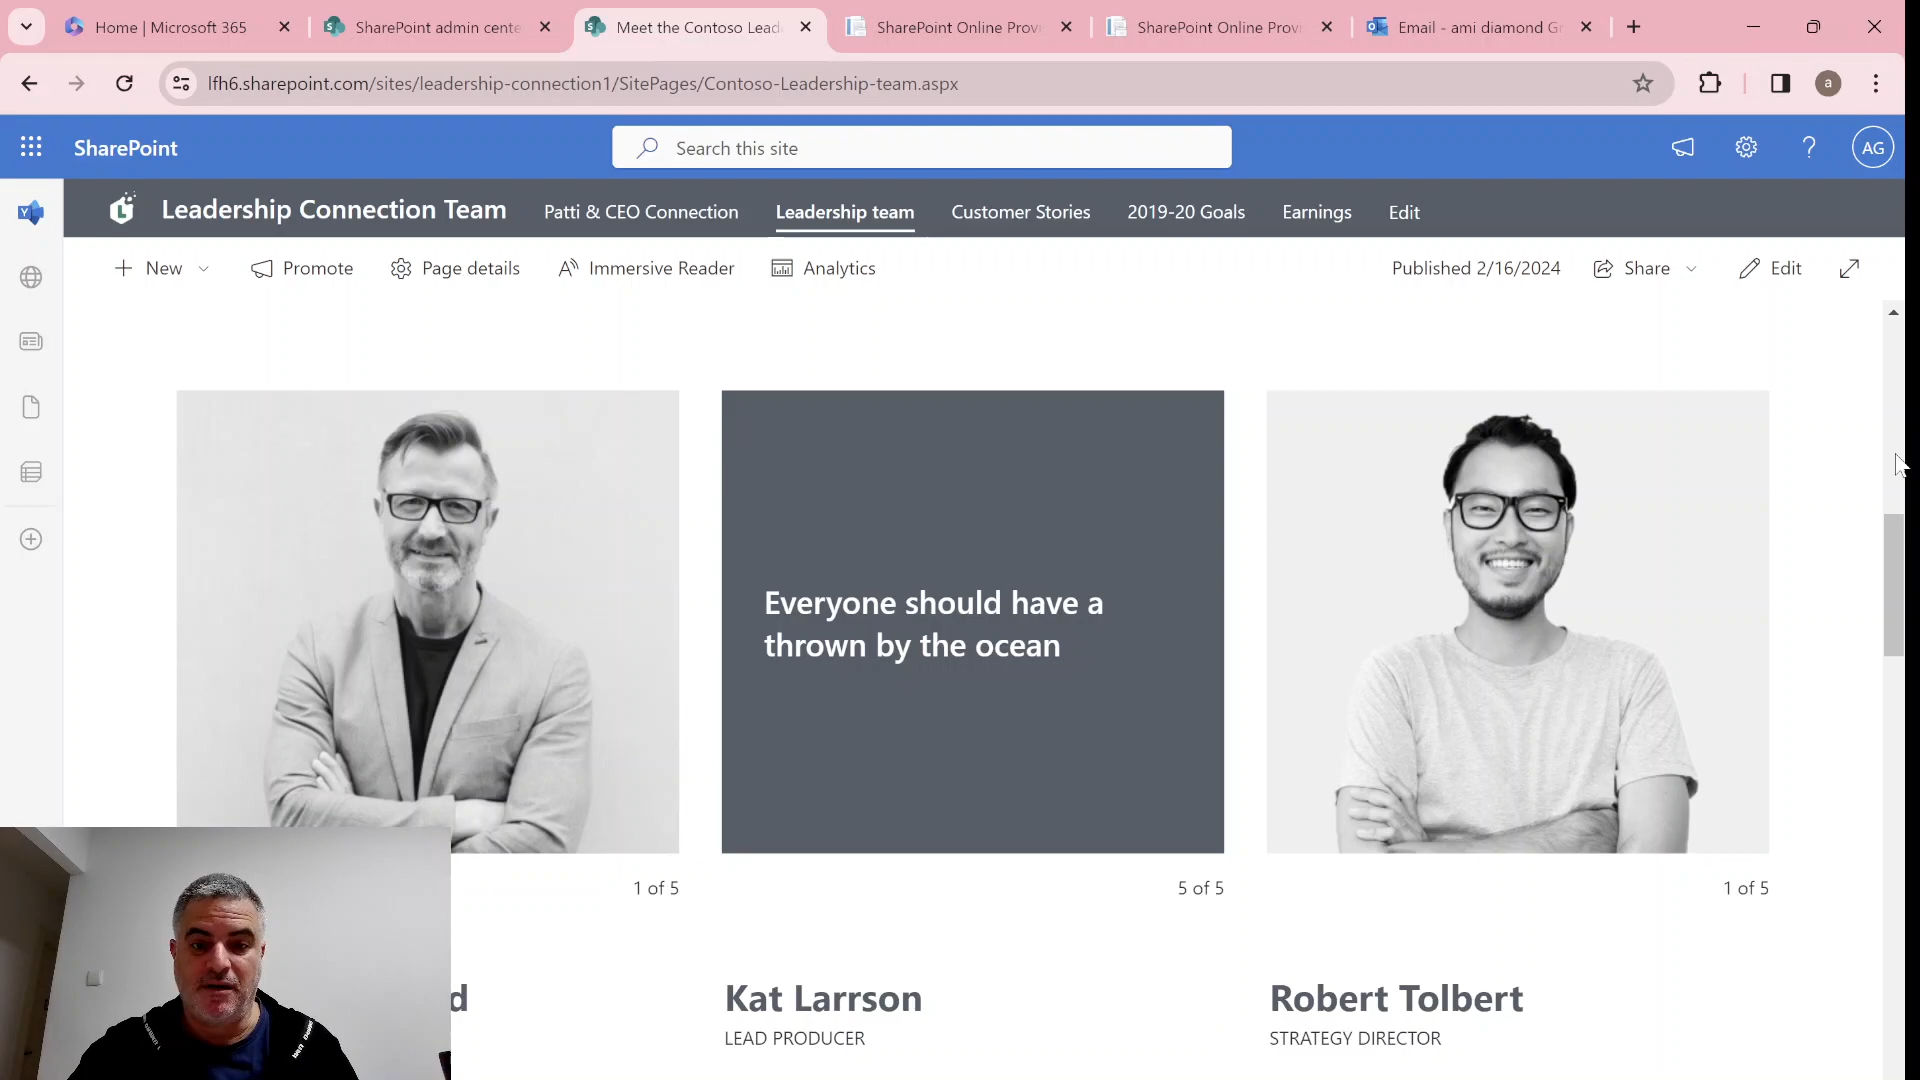 Home | Microsoft 365
SharePoint admin cente
Meet the Contoso Lead
SharePoint Online Provi
SharePoint Online Provi
Email - ami diamond Gr
lfh6.sharepoint.com/sites/leadership-connection1/SitePages/Contoso-Leadership-team.aspx
a
SharePoint
Search this site
AG
L
Leadership Connection Team
Patti & CEO Connection
Leadership team
Customer Stories
2019-20 Goals
Earnings
Edit
New
Promote
Page details
Immersive Reader
Analytics
Published 2/16/2024
Share
Edit
Everyone should have a
thrown by the ocean
1 of 5
5 of 5
1 of 5
d
Kat Larrson
Robert Tolbert
LEAD PRODUCER
STRATEGY DIRECTOR